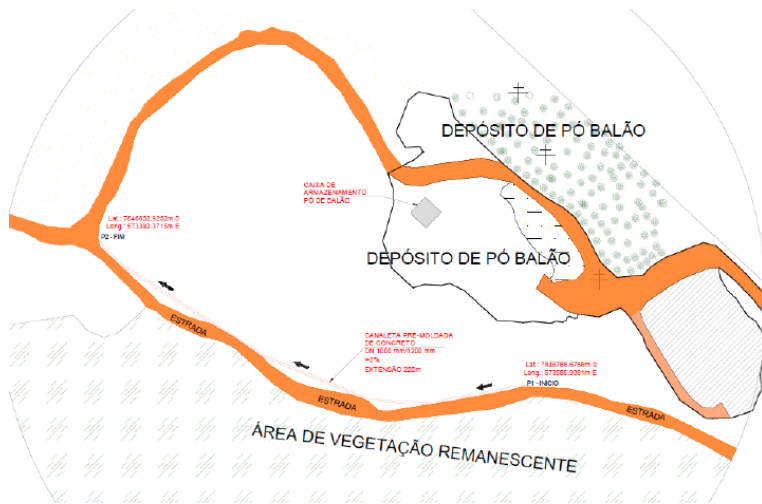 DEPÓSITO DE PÓ BALÃO
CAIXA DE
ARMAZENAMENTO
PÓ DE BALÃO
P2 - FIM
DEPÓSITO DE PÓ BALÃO
ESTRADA
CANALETA PRÉ-MOLDADA
DE CONCRETO
EXTENSÃO 220m
P1 - INÍCIO
ESTRADA
ESTRADA
ÁREA DE VEGETAÇÃO REMANESCENTE